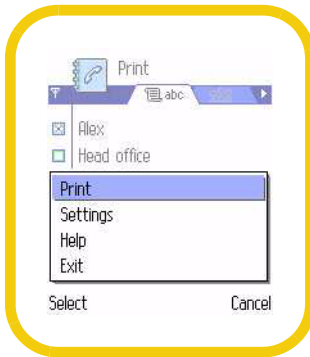 Print
abc
Alex
Head office
Print
Settings
Help
Exit
Select Cancel